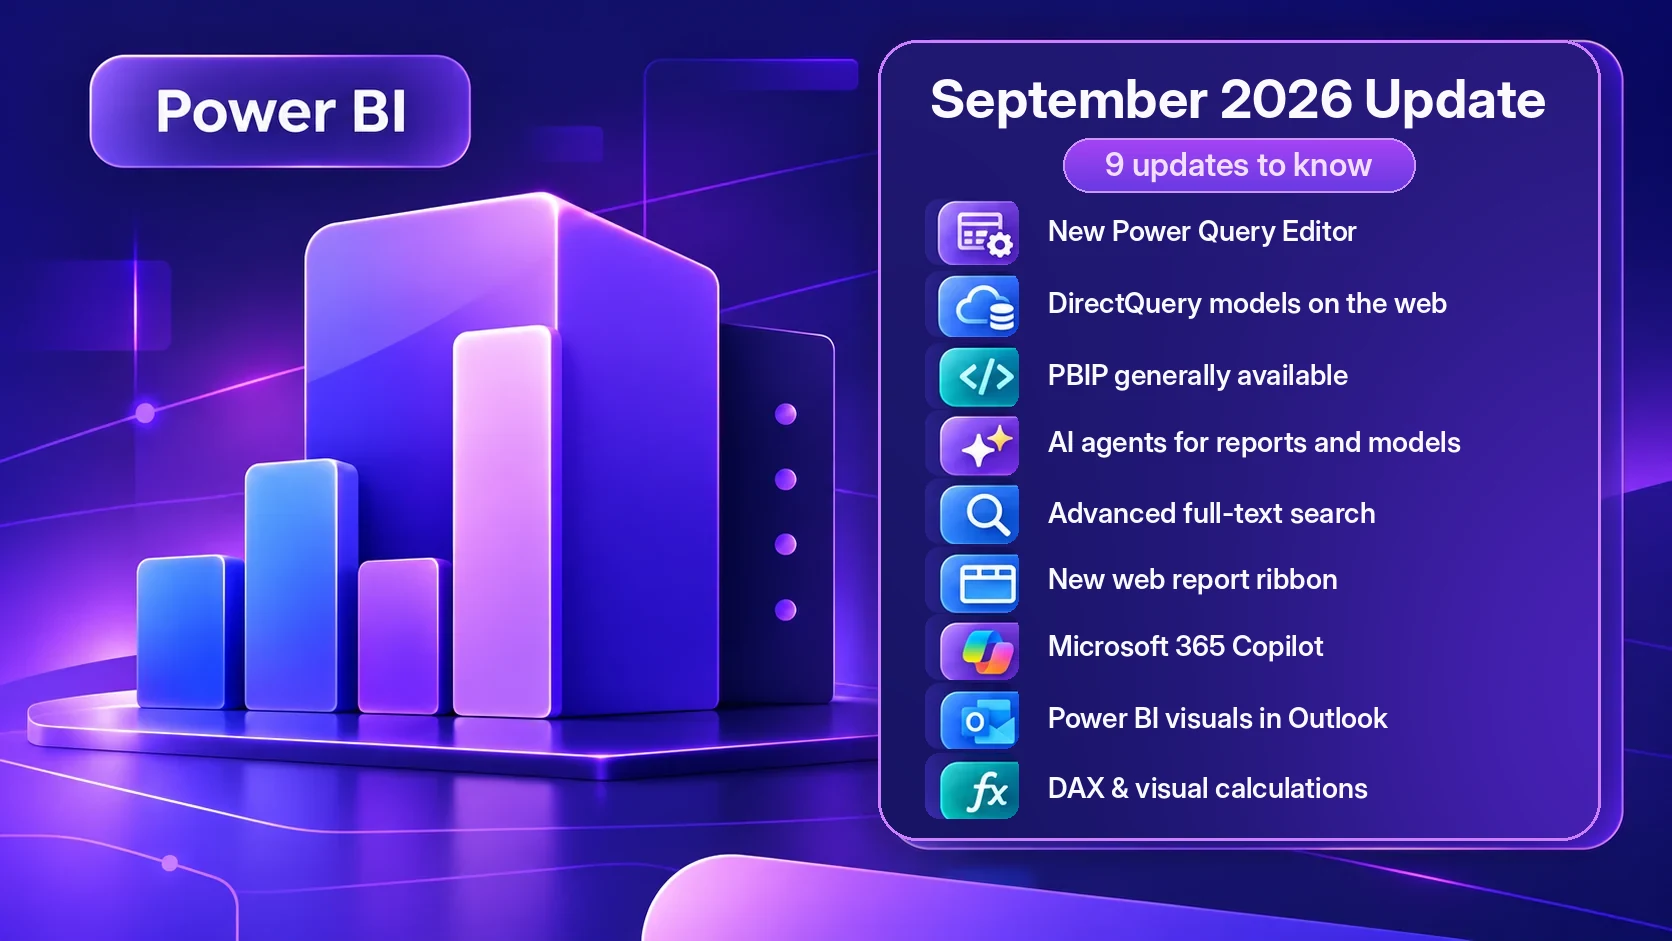 Power BI
September 2026 Update
9 updates to know
New Power Query Editor
DirectQuery models on the web
PBIP generally available
AI agents for reports and models
Advanced full-text search
New web report ribbon
Microsoft 365 Copilot
Power BI visuals in Outlook
DAX & visual calculations